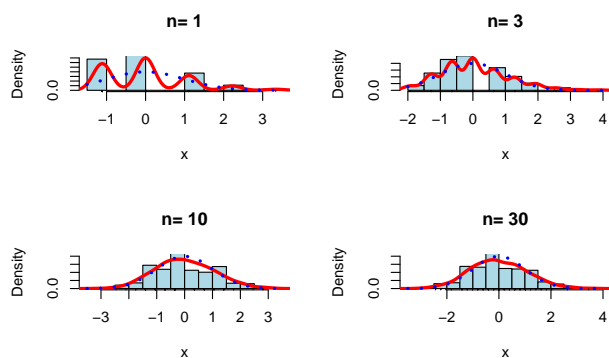 n= 1
n= 3
Density
0.0
−1 0 1 2 3
x
Density
0.0
−2 −1 0 1 2 3 4
x
n= 10
n= 30
Density
0.0
−3 −2 −1 0 1 2 3
x
Density
0.0
−2 0 2 4
x